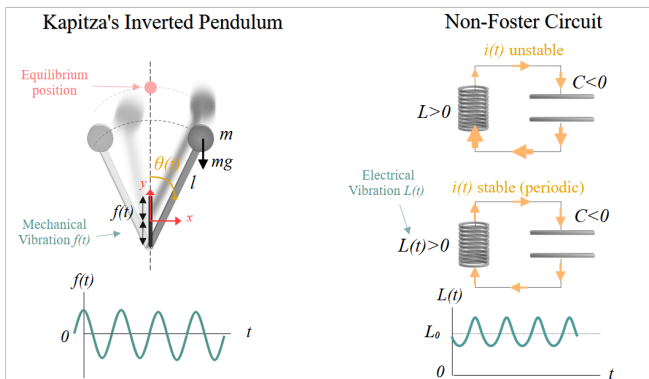 Kapitza's Inverted Pendulum
Equilibrium
position
m
mg
θ(t)
l
y
f(t)
x
Mechanical
Vibration f(t)
f(t)
0
t
Non-Foster Circuit
i(t) unstable
C<0
L>0
Electrical
Vibration L(t)
i(t) stable (periodic)
C<0
L(t)>0
L(t)
L₀
0
t